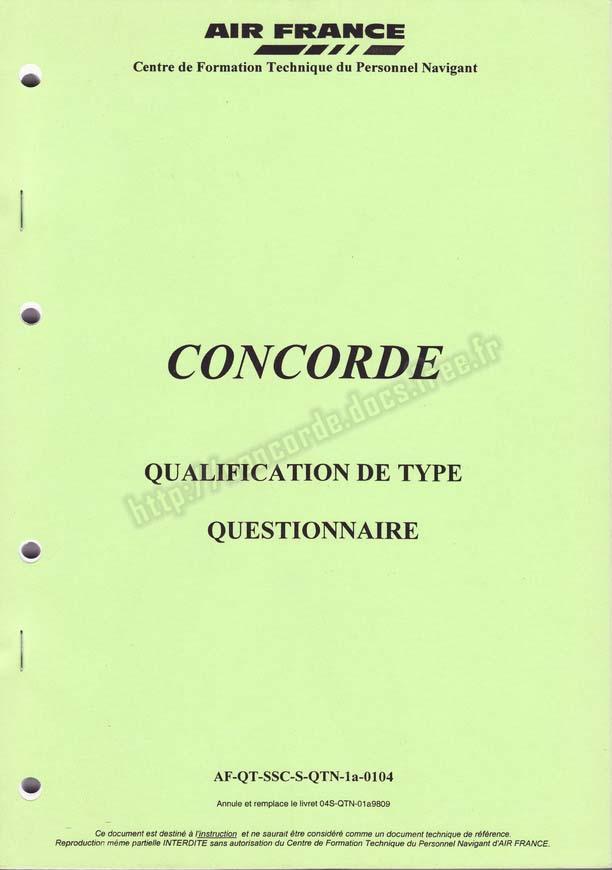 AIR FRANCE
Centre de Formation Technique du Personnel Navigant
CONCORDE
http://concorde.docs.free.fr
QUALIFICATION DE TYPE
QUESTIONNAIRE
AF-QT-SSC-S-QTN-1a-0104
Annule et remplace le livret 04S-QTN-01a9809
Ce document est destiné à l'instruction et ne saurait être considéré comme un document technique de référence.
Reproduction même partielle INTERDITE sans autorisation du Centre de Formation Technique du Personnel Navigant d'AIR FRANCE.